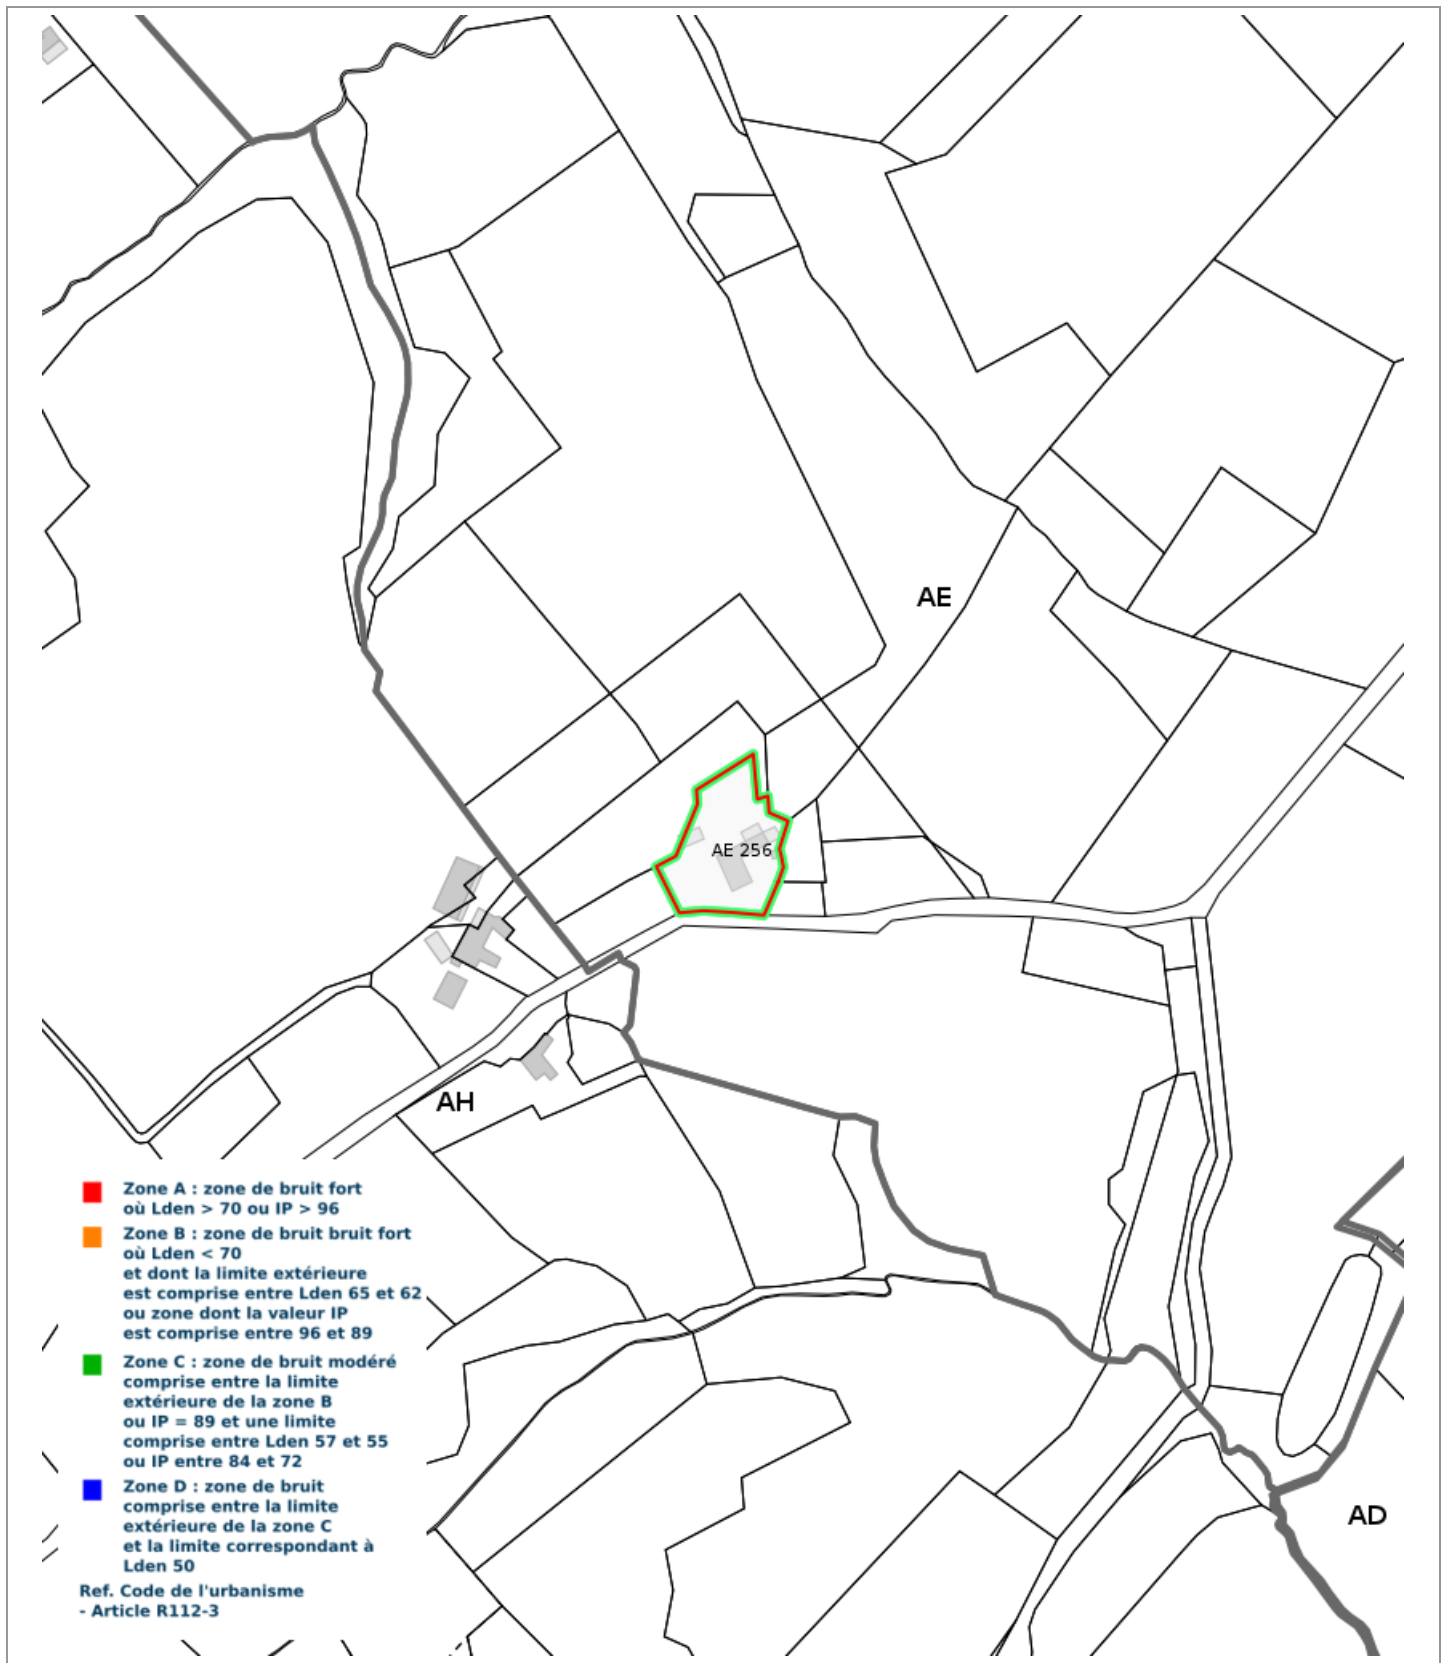 AE
AE 256
AH
Zone A : zone de bruit fort
où Lden > 70 ou IP > 96
Zone B : zone de bruit bruit fort
où Lden < 70
et dont la limite extérieure
est comprise entre Lden 65 et 62
ou zone dont la valeur IP
est comprise entre 96 et 89
Zone C : zone de bruit modéré
comprise entre la limite
extérieure de la zone B
ou IP = 89 et une limite
comprise entre Lden 57 et 55
ou IP entre 84 et 72
Zone D : zone de bruit
comprise entre la limite
extérieure de la zone C
et la limite correspondant à
Lden 50
Ref. Code de l'urbanisme
- Article R112-3
AD